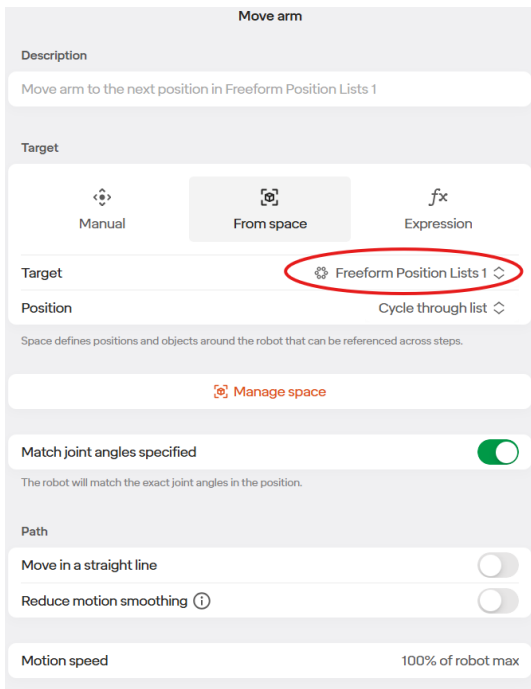 Move arm
Description
Move arm to the next position in Freeform Position Lists 1
Target
Manual
From space
fx
Expression
Target
Freeform Position Lists 1
Position
Cycle through list
Space defines positions and objects around the robot that can be referenced across steps.
Manage space
Match joint angles specified
The robot will match the exact joint angles in the position.
Path
Move in a straight line
Reduce motion smoothing
Motion speed
100% of robot max